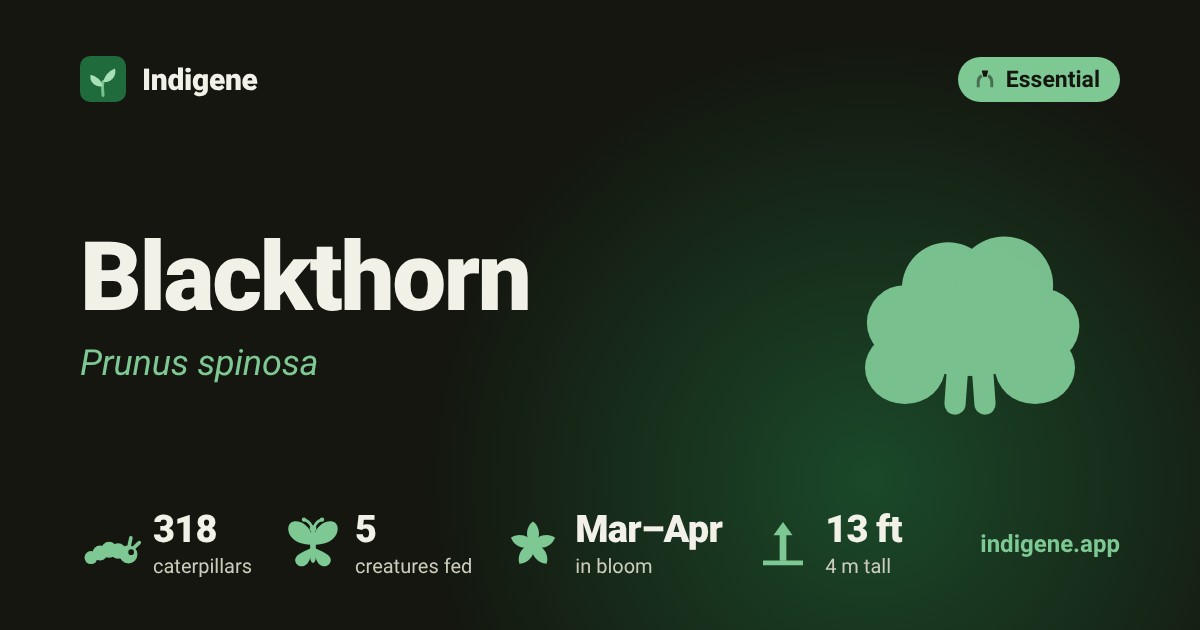 Indigene
Essential
Blackthorn
Prunus spinosa
318
caterpillars
5
creatures fed
Mar–Apr
in bloom
13 ft
4 m tall
indigene.app